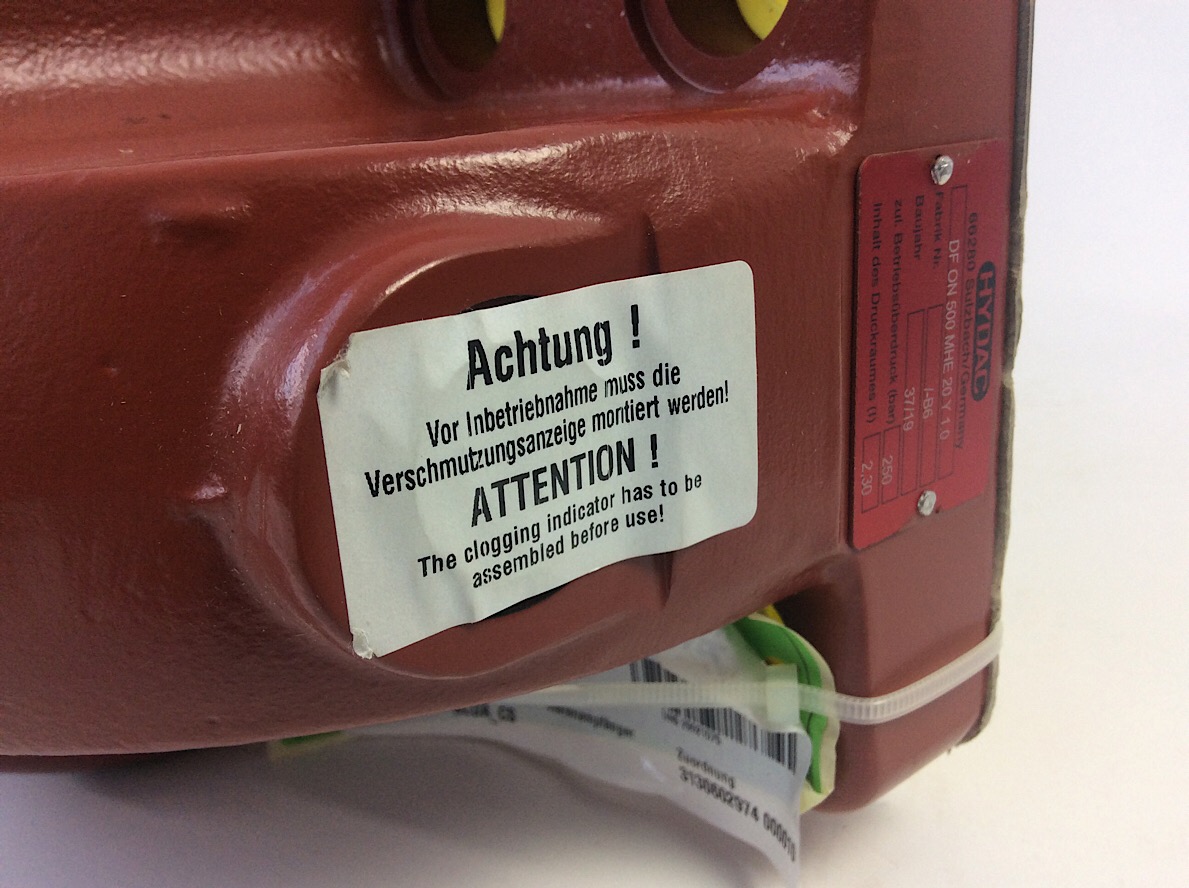 Achtung !
Vor Inbetriebnahme muss die
Verschmutzungsanzeige montiert werden!
ATTENTION !
The clogging indicator has to be
assembled before use!
HYDAC
66280 Sulzbach/Germany
DF ON 500 MHE 20 Y 1.0
Fabrik Nr. /-B6
Baujahr 37/19
zul. Betriebsüberdruck (bar) 250
Inhalt des Druckraumes (l) 2,30
Zuordnung
3130602974 000010